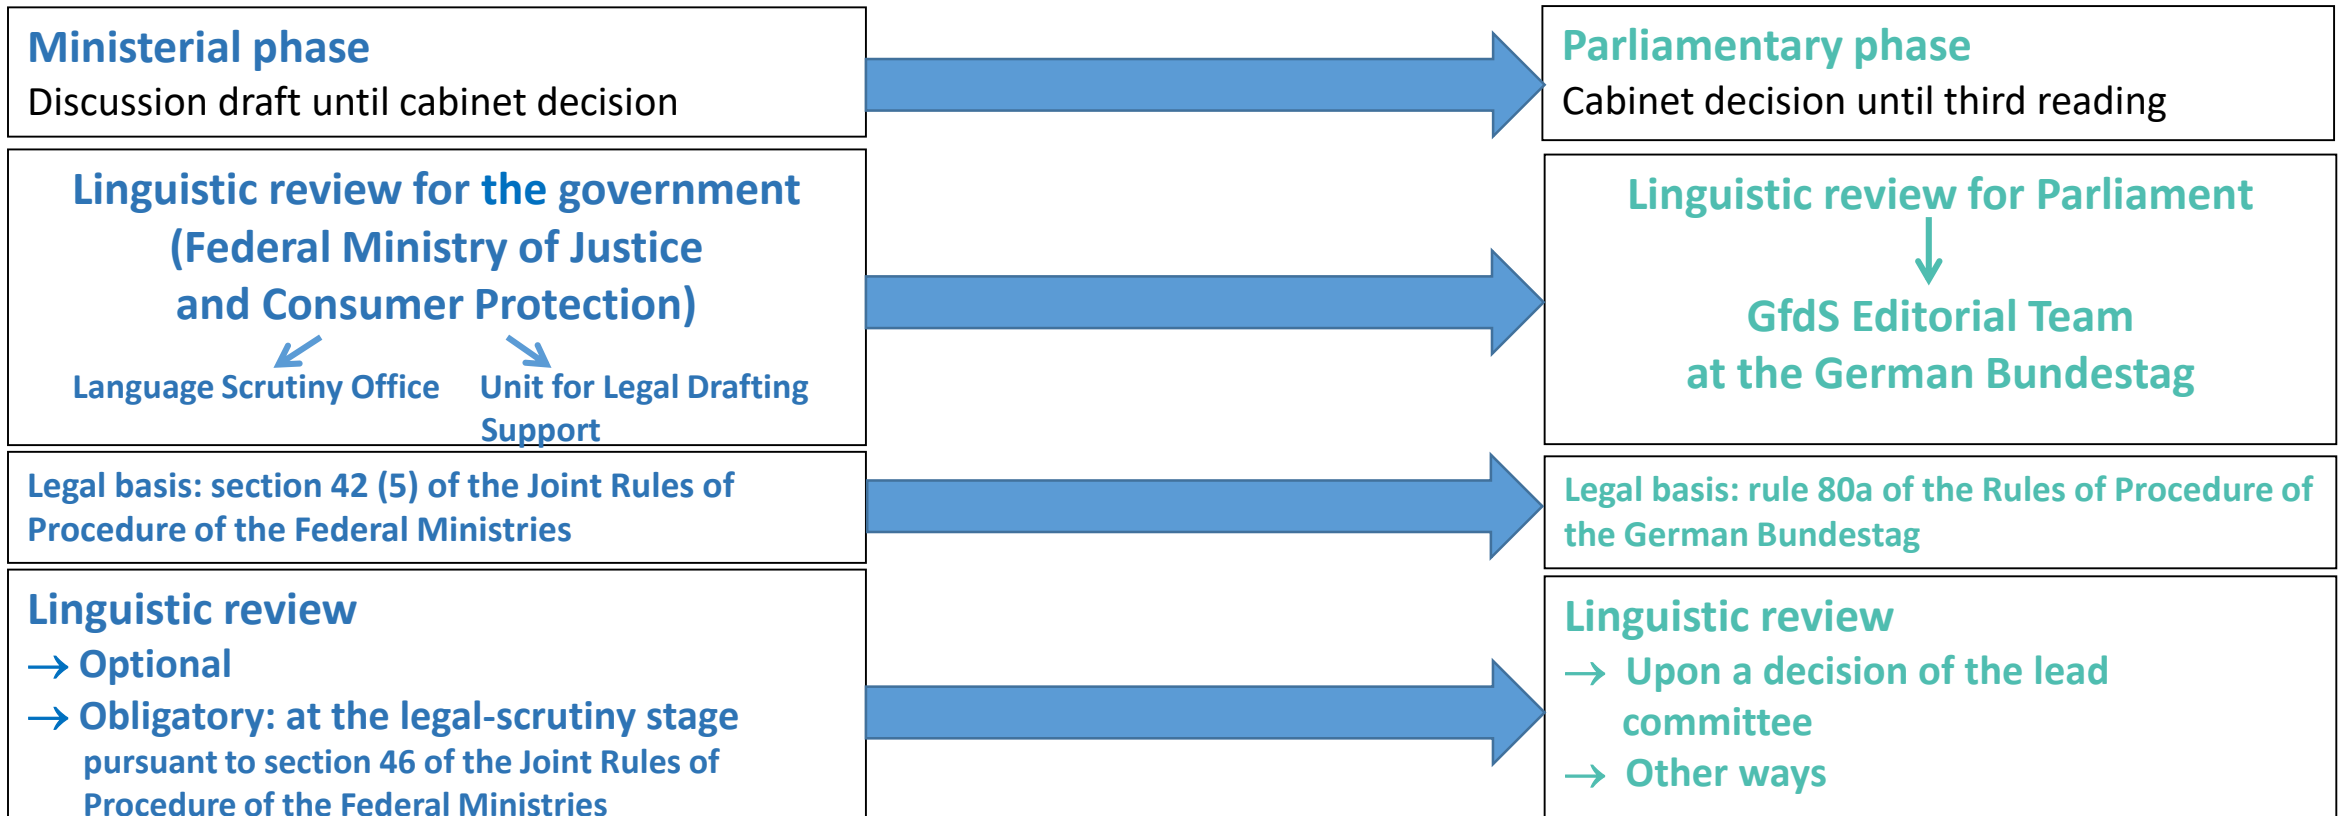 Ministerial phase
Discussion draft until cabinet decision
Parliamentary phase
Cabinet decision until third reading
Linguistic review for the government
(Federal Ministry of Justice
and Consumer Protection)
Language Scrutiny Office
Unit for Legal Drafting
Support
Linguistic review for Parliament
GfdS Editorial Team
at the German Bundestag
Legal basis: section 42 (5) of the Joint Rules of
Procedure of the Federal Ministries
Legal basis: rule 80a of the Rules of Procedure of
the German Bundestag
Linguistic review
→ Optional
→ Obligatory: at the legal-scrutiny stage
pursuant to section 46 of the Joint Rules of
Procedure of the Federal Ministries
Linguistic review
→ Upon a decision of the lead
committee
→ Other ways